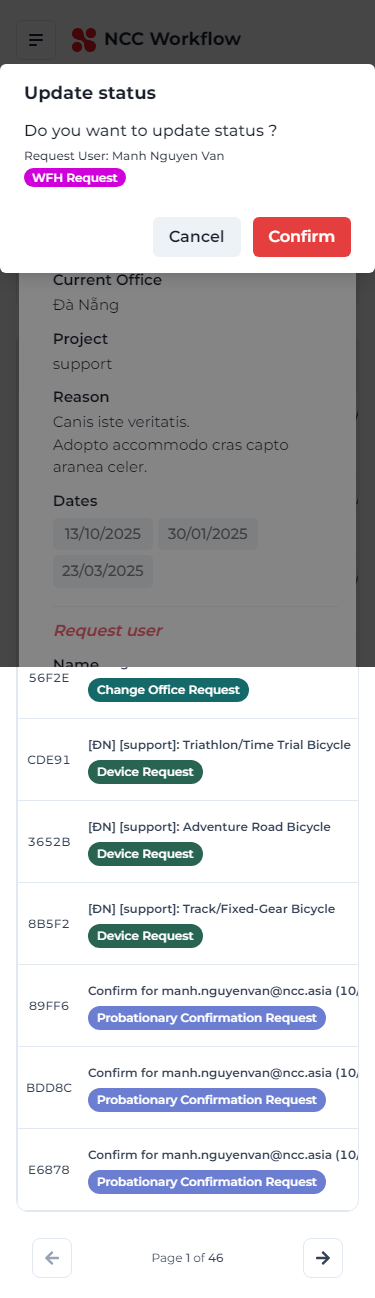 NCC Workflow
Update status
Do you want to update status ?
Request User: Manh Nguyen Van
WFH Request
Cancel
Confirm
Current Office
Đà Nẵng
Project
support
Reason
Canis iste veritatis.
Adopto accommodo cras capto
aranea celer.
Dates
13/10/2025 30/01/2025
23/03/2025
Request user
Name
56F2E
Change Office Request
[ĐN] [support]: Triathlon/Time Trial Bicycle
CDE91
Device Request
[ĐN] [support]: Adventure Road Bicycle
3652B
Device Request
[ĐN] [support]: Track/Fixed-Gear Bicycle
8B5F2
Device Request
Confirm for manh.nguyenvan@ncc.asia (10/
89FF6
Probationary Confirmation Request
Confirm for manh.nguyenvan@ncc.asia (10/
BDD8C
Probationary Confirmation Request
Confirm for manh.nguyenvan@ncc.asia (10/
E6878
Probationary Confirmation Request
Page 1 of 46